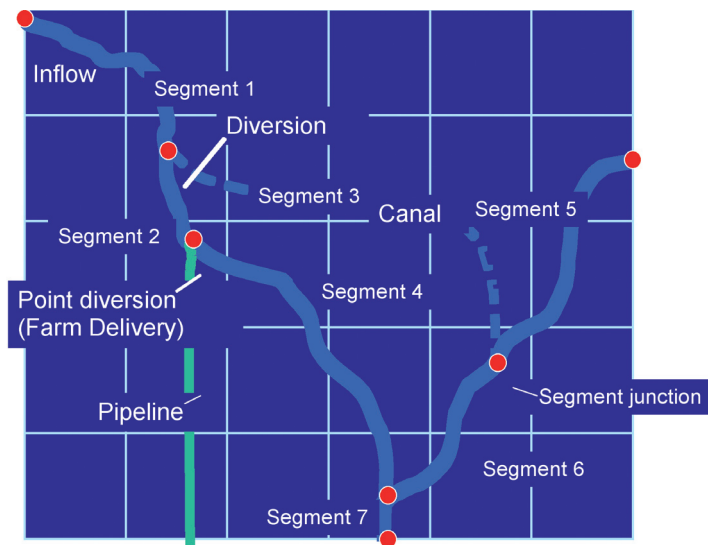 Inflow
Segment 1
Diversion
Segment 3
Canal
Segment 5
Segment 2
Segment 4
Point diversion
(Farm Delivery)
Pipeline
Segment junction
Segment 6
Segment 7